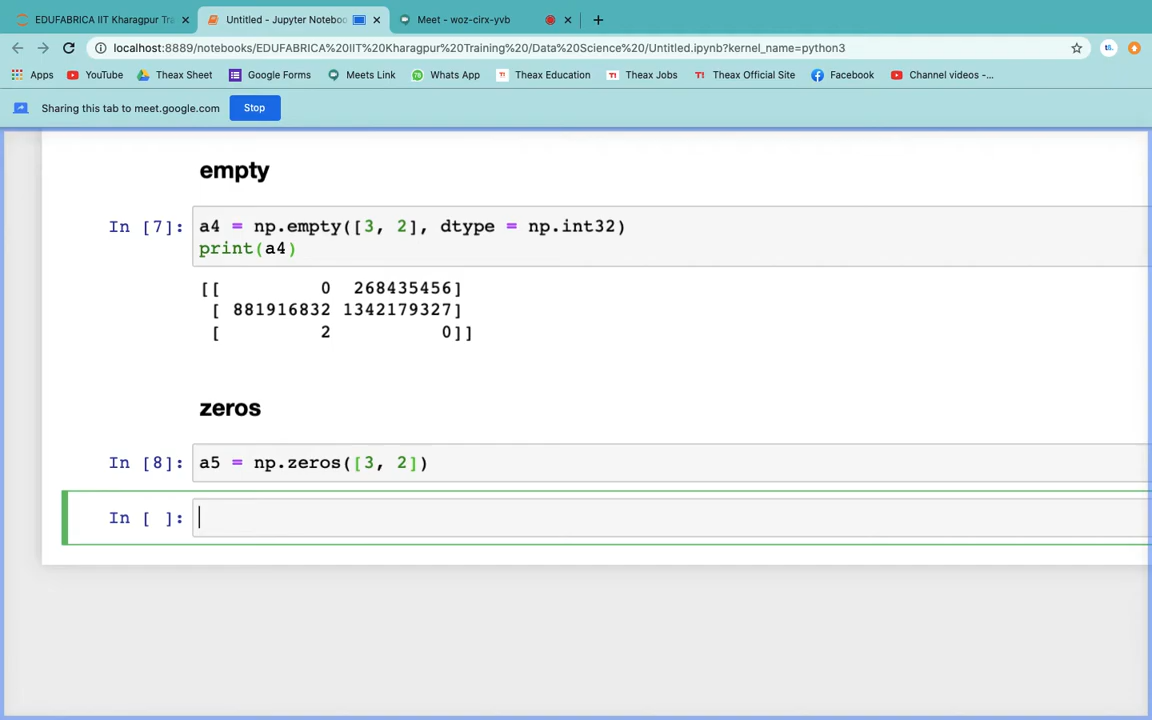 EDUFABRICA IIT Kharagpur Tra
Untitled - Jupyter Noteboo
Meet - woz-cirx-yvb
localhost:8889/notebooks/EDUFABRICA%20IIT%20Kharagpur%20Training%20/Data%20Science%20/Untitled.ipynb?kernel_name=python3
Apps YouTube Theax Sheet Google Forms Meets Link Whats App Theax Education Theax Jobs Theax Official Site Facebook Channel videos -...
Sharing this tab to meet.google.com Stop
empty
In [7]: a4 = np.empty([3, 2], dtype = np.int32)
print(a4)
[[         0  268435456]
[ 881916832 1342179327]
[         2          0]]
zeros
In [8]: a5 = np.zeros([3, 2])
In [ ]: